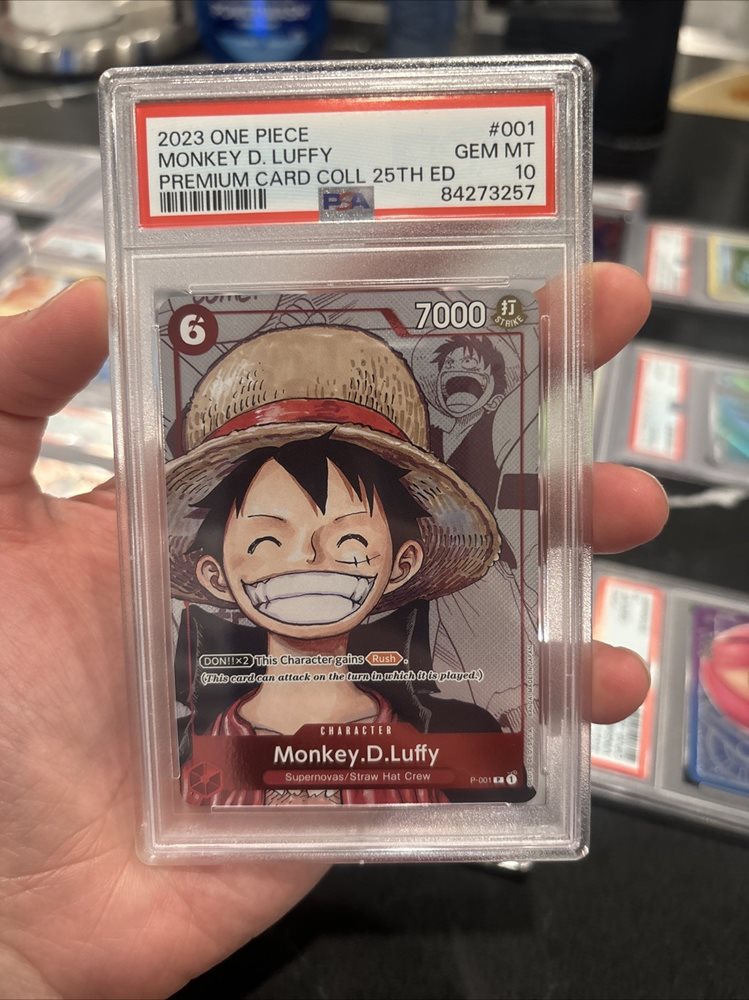 2023 ONE PIECE #001
MONKEY D. LUFFY GEM MT
PREMIUM CARD COLL 25TH ED 10
PSA 84273257
6 7000 打
STRIKE
DON!!×2 This Character gains Rush.
(This card can attack on the turn in which it is played.)
CHARACTER
Monkey.D.Luffy
Supernovas/Straw Hat Crew
P-001 P 1